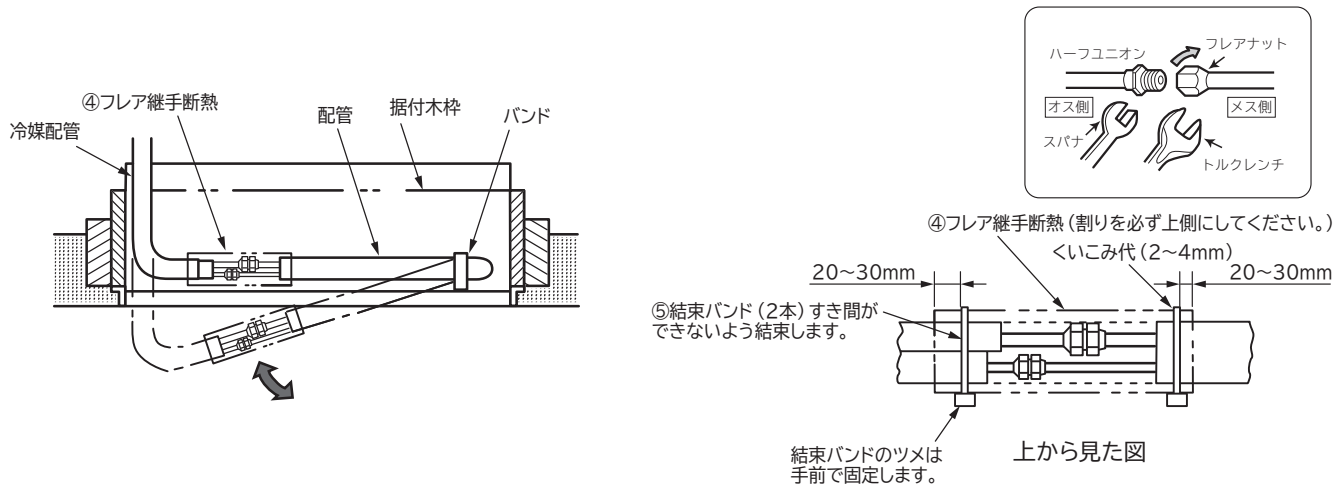 ④フレア継手断熱
冷媒配管
配管
据付木枠
バンド
ハーフユニオン
フレアナット
オス側
メス側
スパナ
トルクレンチ
④フレア継手断熱(割りを必ず上側にしてください。)
くいこみ代(2~4mm)
20~30mm
20~30mm
⑤結束バンド(2本)すき間が
できないよう結束します。
結束バンドのツメは
手前で固定します。
上から見た図